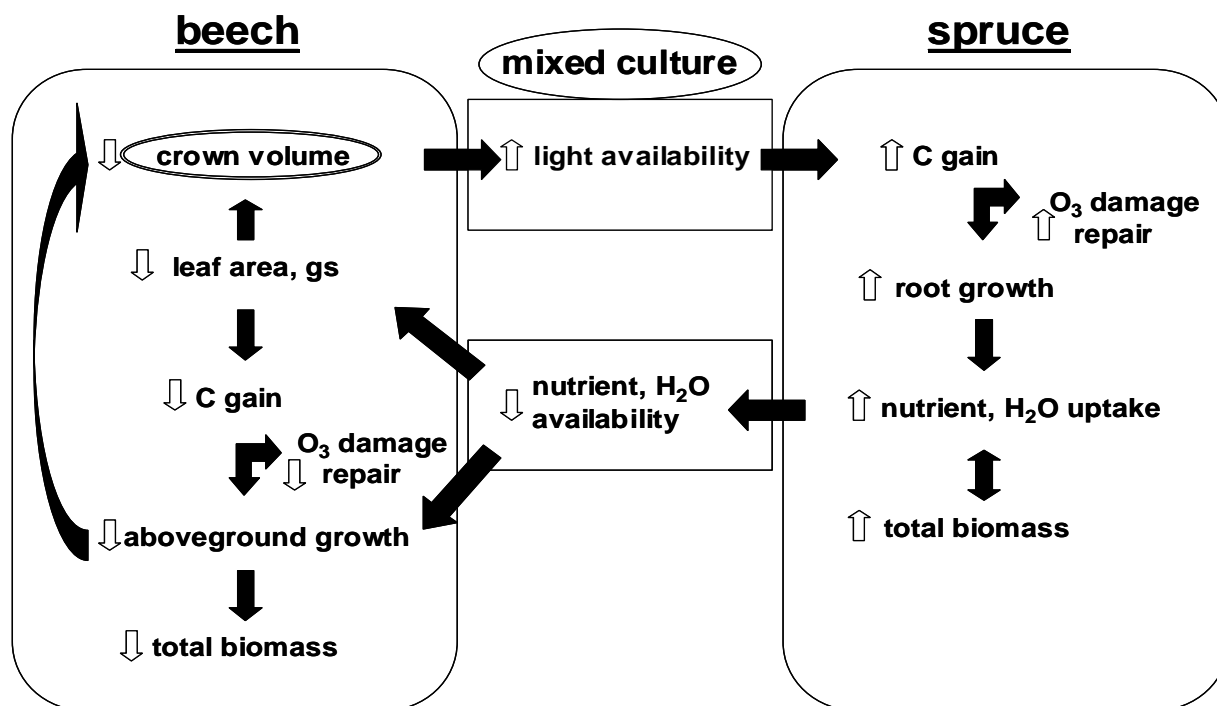 beech
mixed culture
spruce
crown volume
leaf area, gs
C gain
O₃ damage
repair
aboveground growth
total biomass
light availability
nutrient, H₂O
availability
C gain
O₃ damage
repair
root growth
nutrient, H₂O uptake
total biomass